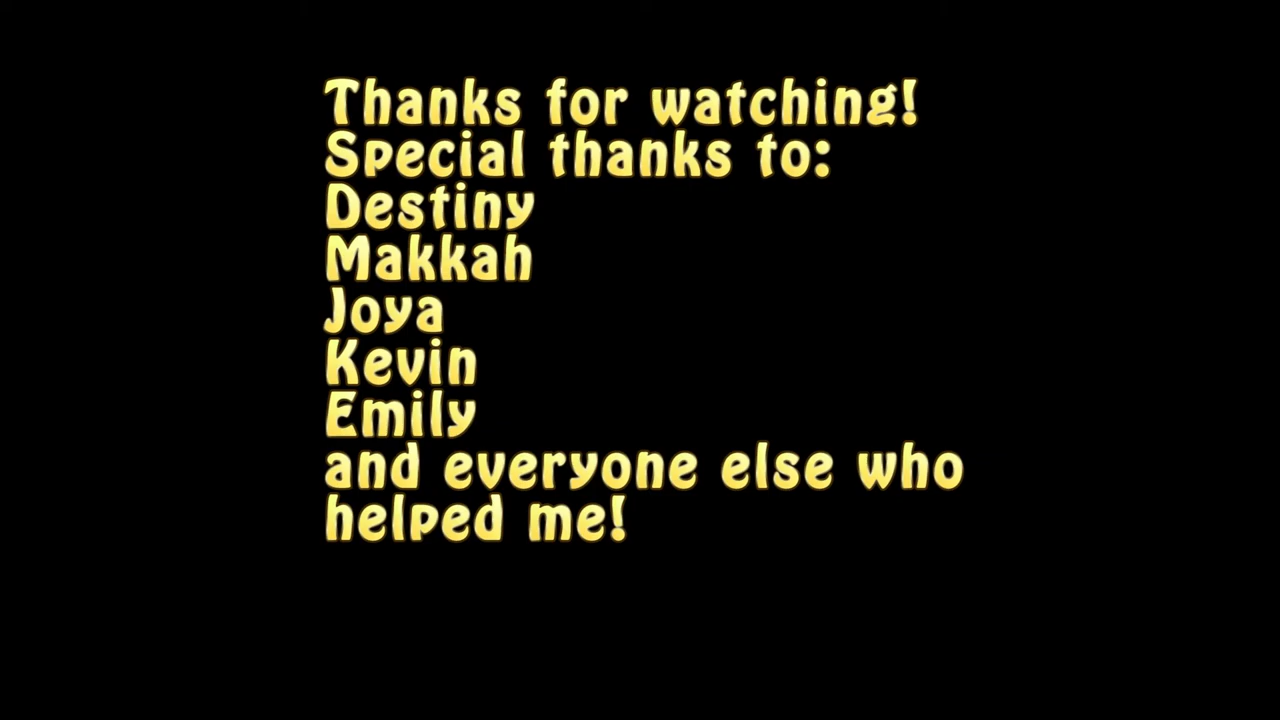 Thanks for watching!
Special thanks to:
Destiny
Makkah
Joya
Kevin
Emily
and everyone else who
helped me!